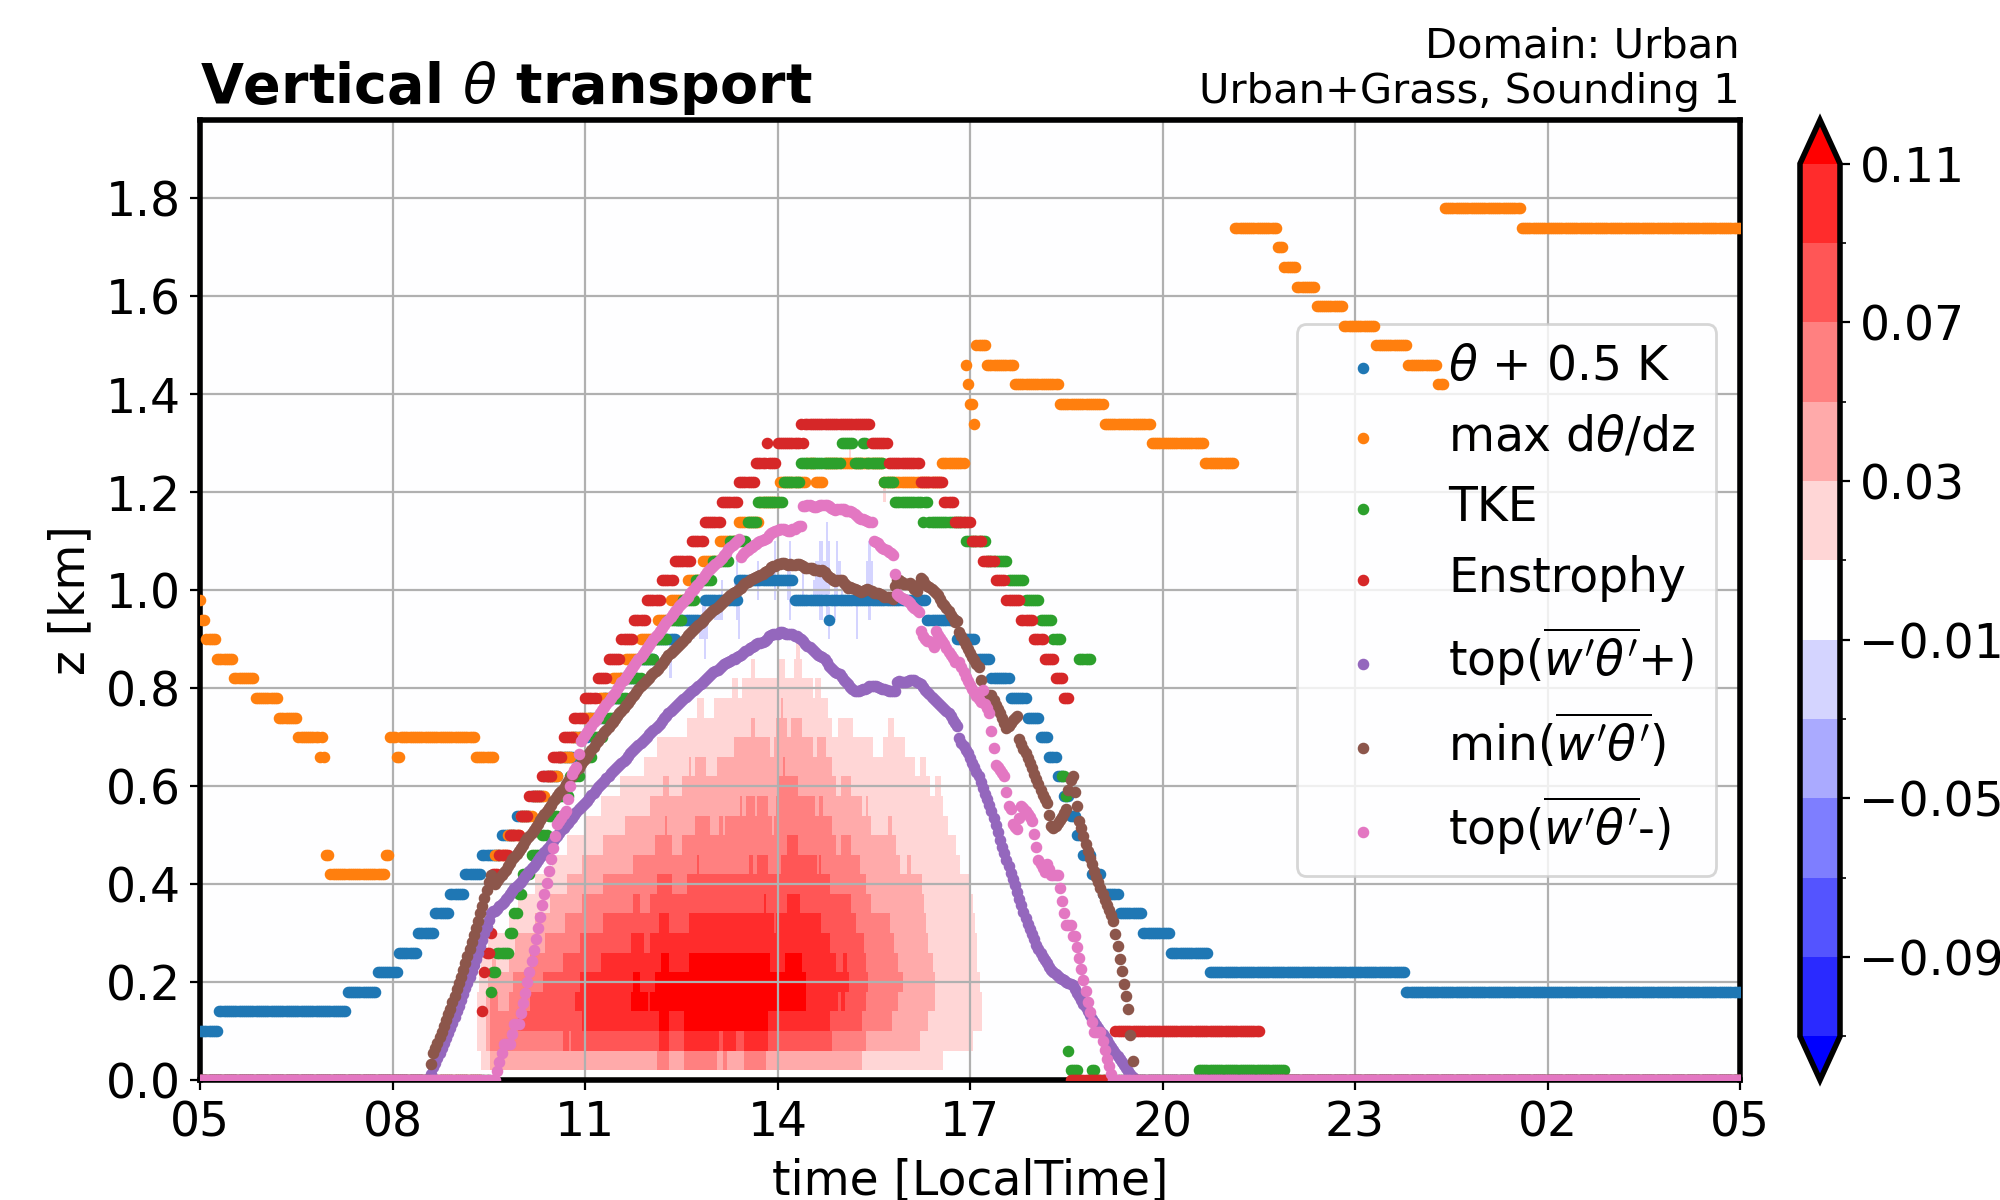 Domain: Urban
Vertical θ transport
Urban+Grass, Sounding 1
1.8
1.6
1.4
1.2
1.0
0.8
0.6
0.4
0.2
0.0
z [km]
05 08 11 14 17 20 23 02 05
time [LocalTime]
θ + 0.5 K
max dθ/dz
TKE
Enstrophy
top(w′θ′+)
min(w′θ′)
top(w′θ′-)
0.11
0.07
0.03
−0.01
−0.05
−0.09